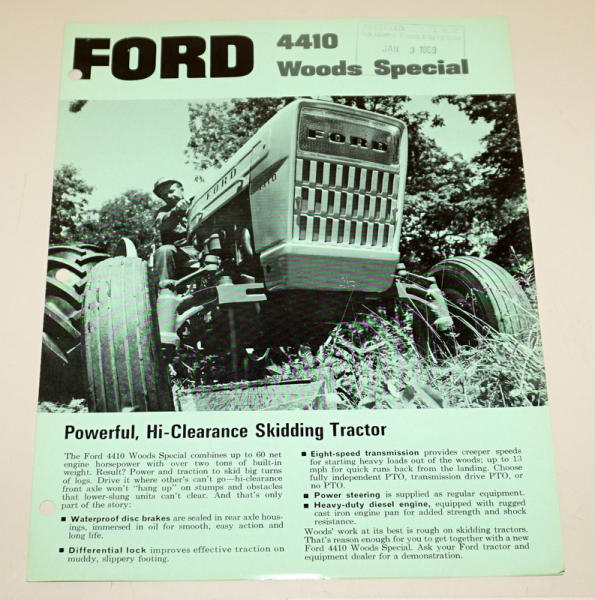 FORD
4410
Woods Special
JAN 3 1969
FORD
FORD
Powerful, Hi-Clearance Skidding Tractor
The Ford 4410 Woods Special combines up to 60 net
engine horsepower with over two tons of built-in
weight. Result? Power and traction to skid big turns
of logs. Drive it where other's can't go—hi-clearance
front axle won't "hang up" on stumps and obstacles
that lower-slung units can't clear. And that's only
part of the story:
■ Waterproof disc brakes are sealed in rear axle hous-
ings, immersed in oil for smooth, easy action and
long life.
■ Differential lock improves effective traction on
muddy, slippery footing.
■ Eight-speed transmission provides creeper speeds
for starting heavy loads out of the woods; up to 13
mph for quick runs back from the landing. Choose
fully independent PTO, transmission drive PTO, or
no PTO.
■ Power steering is supplied as regular equipment.
■ Heavy-duty diesel engine, equipped with rugged
cast iron engine pan for added strength and shock
resistance.
Woods' work at its best is rough on skidding tractors.
That's reason enough for you to get together with a new
Ford 4410 Woods Special. Ask your Ford tractor and
equipment dealer for a demonstration.